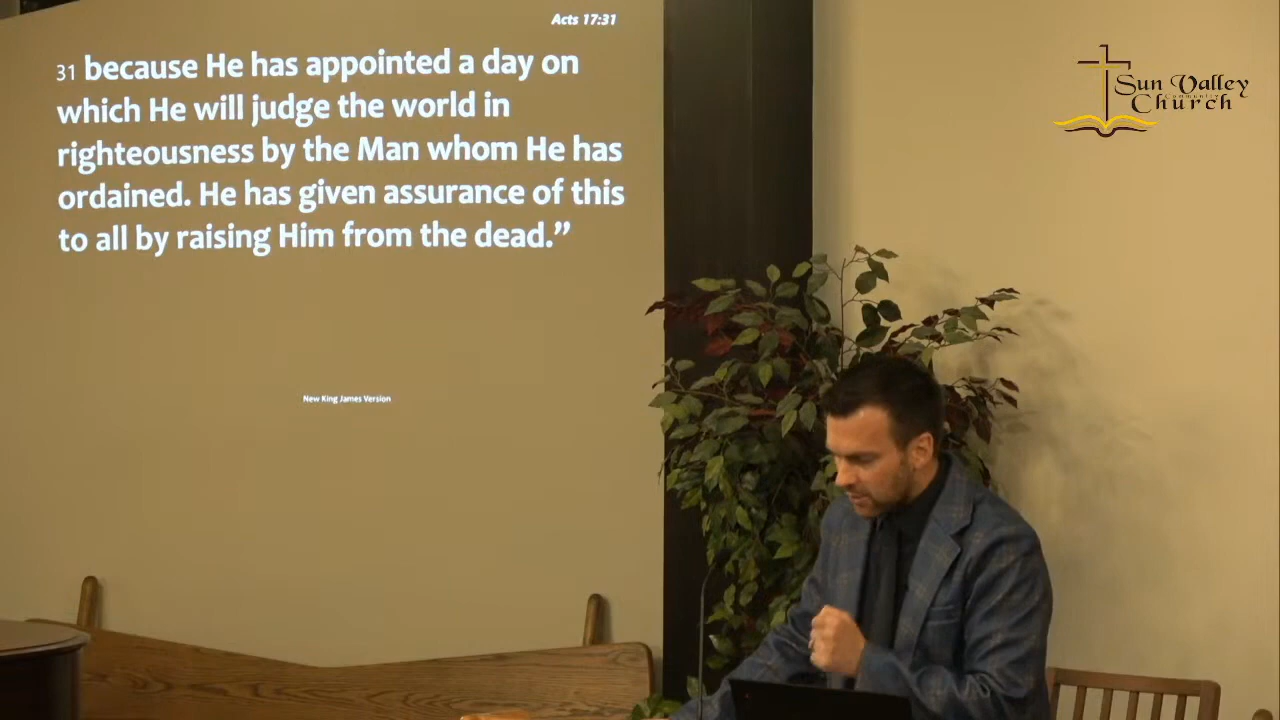 Acts 17:31
31 because He has appointed a day on
which He will judge the world in
righteousness by the Man whom He has
ordained. He has given assurance of this
to all by raising Him from the dead.”
New King James Version
Sun Valley
Community
Church